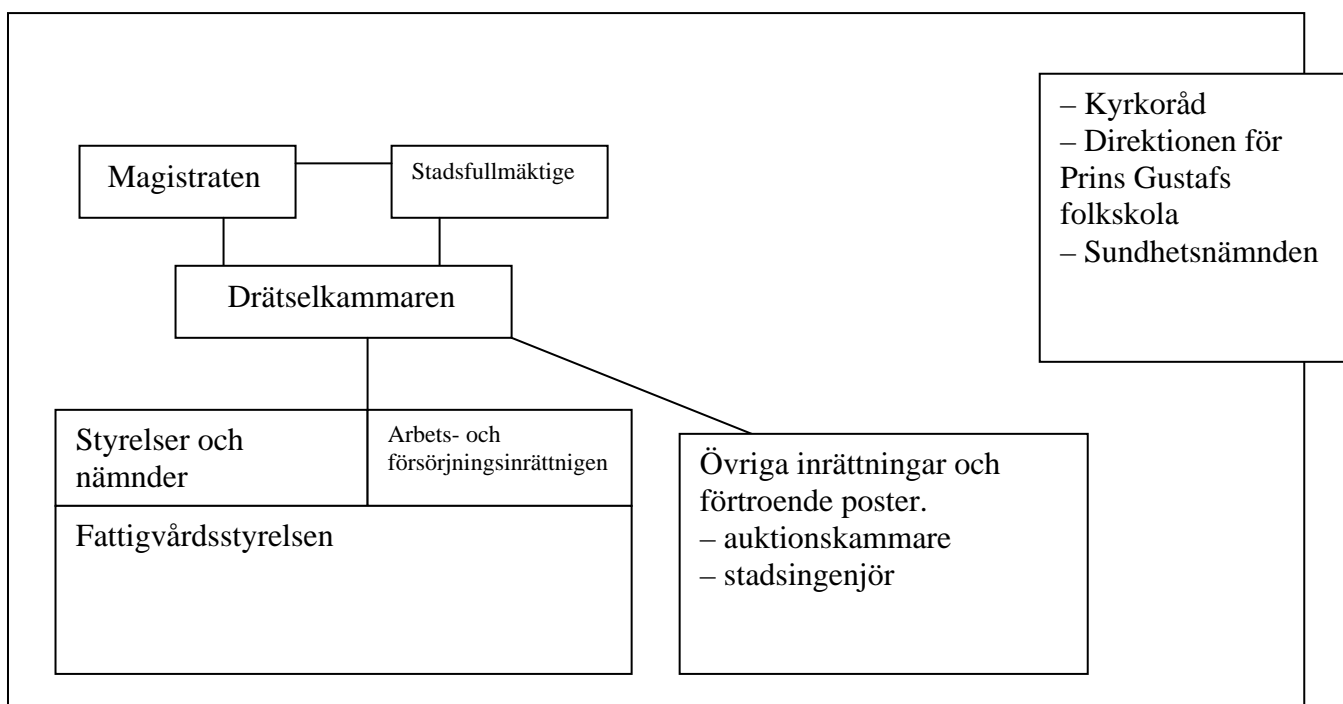 – Kyrkoråd
– Direktionen för
Prins Gustafs
folkskola
– Sundhetsnämnden
Magistraten
Stadsfullmäktige
Drätselkammaren
Styrelser och
nämnder
Arbets- och
försörjningsinrättnigen
Fattigvårdsstyrelsen
Övriga inrättningar och
förtroende poster.
– auktionskammare
– stadsingenjör